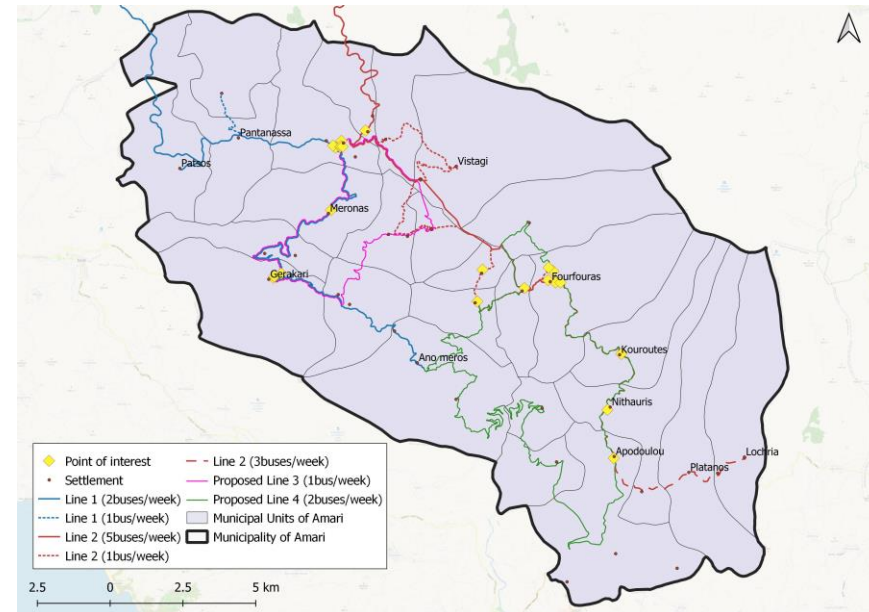 Pantanassa
Patsos
Vistagi
Meronas
Gerakari
Fourfouras
Ano meros
Kouroutes
Nithauris
Apodoulou
Platanos
Lochria
Point of interest
Settlement
Line 1 (2buses/week)
Line 1 (1bus/week)
Line 2 (5buses/week)
Line 2 (1bus/week)
Line 2 (3buses/week)
Proposed Line 3 (1bus/week)
Proposed Line 4 (2buses/week)
Municipal Units of Amari
Municipality of Amari
2.5 0 2.5 5 km